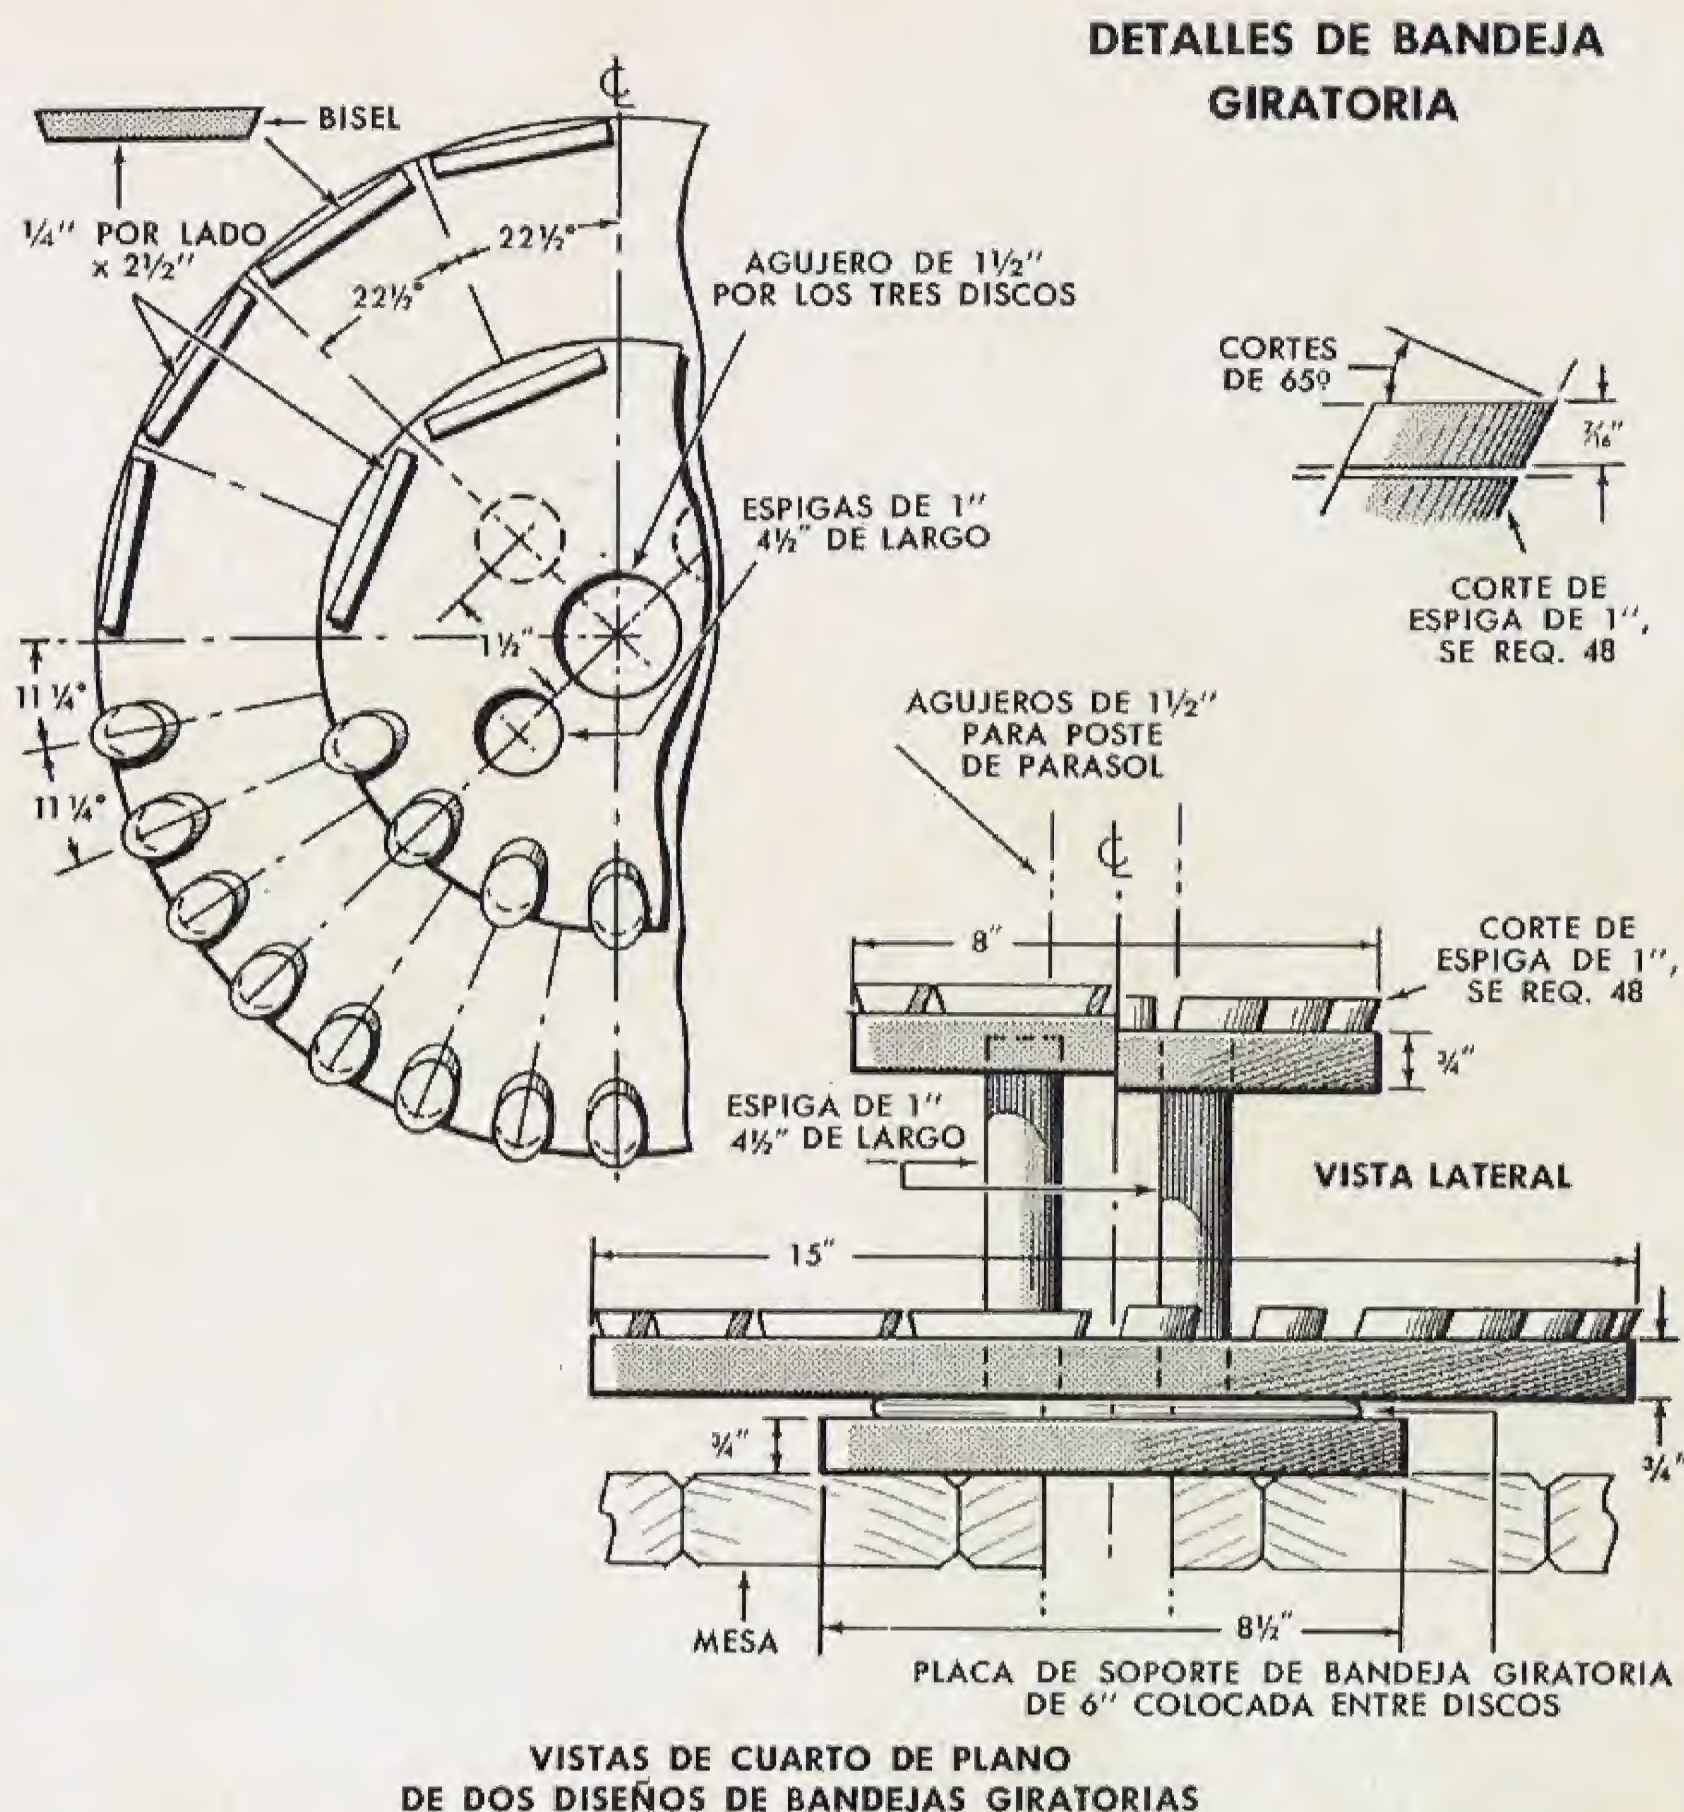 DETALLES DE BANDEJA
GIRATORIA
℄
BISEL
1/4" POR LADO
x 2 1/2"
22 1/2°
22 1/2°
AGUJERO DE 1 1/2"
POR LOS TRES DISCOS
CORTES
DE 65º
7/16"
ESPIGAS DE 1"
4 1/2" DE LARGO
CORTE DE
ESPIGA DE 1",
SE REQ. 48
1 1/2"
11 1/4°
11 1/4°
AGUJEROS DE 1 1/2"
PARA POSTE
DE PARASOL
℄
8"
CORTE DE
ESPIGA DE 1",
SE REQ. 48
3/4"
ESPIGA DE 1"
4 1/2" DE LARGO
VISTA LATERAL
15"
3/4"
3/4"
MESA
8 1/2"
PLACA DE SOPORTE DE BANDEJA GIRATORIA
DE 6" COLOCADA ENTRE DISCOS
VISTAS DE CUARTO DE PLANO
DE DOS DISEÑOS DE BANDEJAS GIRATORIAS